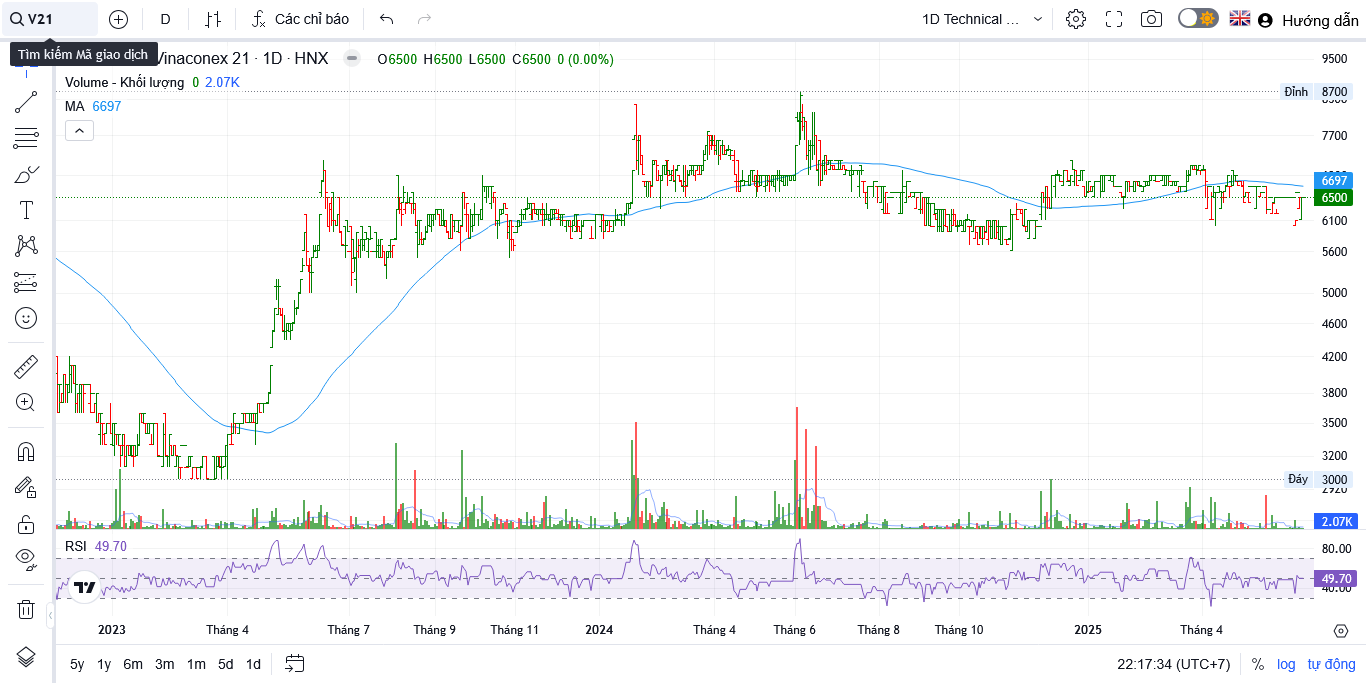 V21
D
Các chỉ báo
1D Technical ...
Hướng dẫn
Tìm kiếm Mã giao dịch
Vinaconex 21 · 1D · HNX
O6500 H6500 L6500 C6500 0 (0.00%)
Volume - Khối lượng 0 2.07K
MA 6697
9500
Đỉnh 8700
7700
6697
6500
6100
5600
5000
4600
4200
3800
3500
3200
Đáy 3000
2920
2.07K
RSI 49.70
80.00
49.70
40.00
2023 Tháng 4 Tháng 7 Tháng 9 Tháng 11 2024 Tháng 4 Tháng 6 Tháng 8 Tháng 10 2025 Tháng 4
5y 1y 6m 3m 1m 5d 1d
22:17:34 (UTC+7) % log tự động